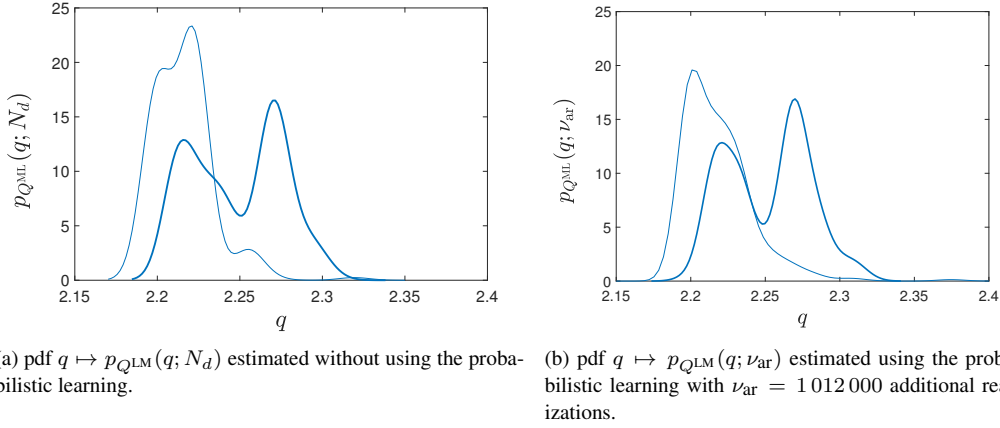 25
20
15
10
5
0
2.15 2.2 2.25 2.3 2.35 2.4
q
p_{Q^{ML}}(q; N_d)
25
20
15
10
5
0
2.15 2.2 2.25 2.3 2.35 2.4
q
p_{Q^{ML}}(q; ν_ar)
a) pdf q ↦ p_{Q^{LM}}(q; N_d) estimated without using the proba-
bilistic learning.
(b) pdf q ↦ p_{Q^{LM}}(q; ν_ar) estimated using the prob
bilistic learning with ν_ar = 1 012 000 additional rea
izations.